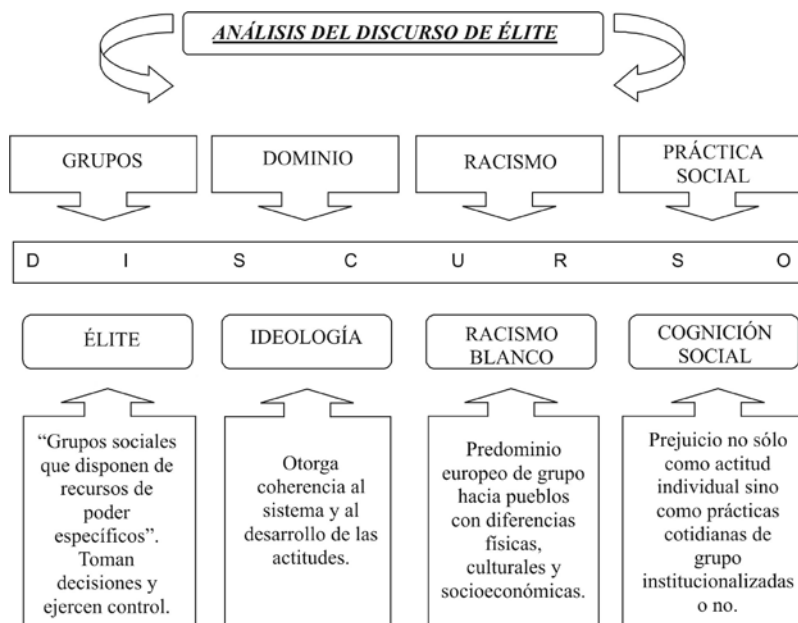 ANÁLISIS DEL DISCURSO DE ÉLITE
GRUPOS
DOMINIO
RACISMO
PRÁCTICA
SOCIAL
D I S C U R S O
ÉLITE
IDEOLOGÍA
RACISMO
BLANCO
COGNICIÓN
SOCIAL
“Grupos sociales
que disponen de
recursos de
poder
específicos”.
Toman
decisiones y
ejercen control.
Otorga
coherencia al
sistema y al
desarrollo de las
actitudes.
Predominio
europeo de grupo
hacia pueblos
con diferencias
físicas,
culturales y
socioeconómicas.
Prejuicio no sólo
como actitud
individual sino
como prácticas
cotidianas de
grupo
institucionalizadas
o no.